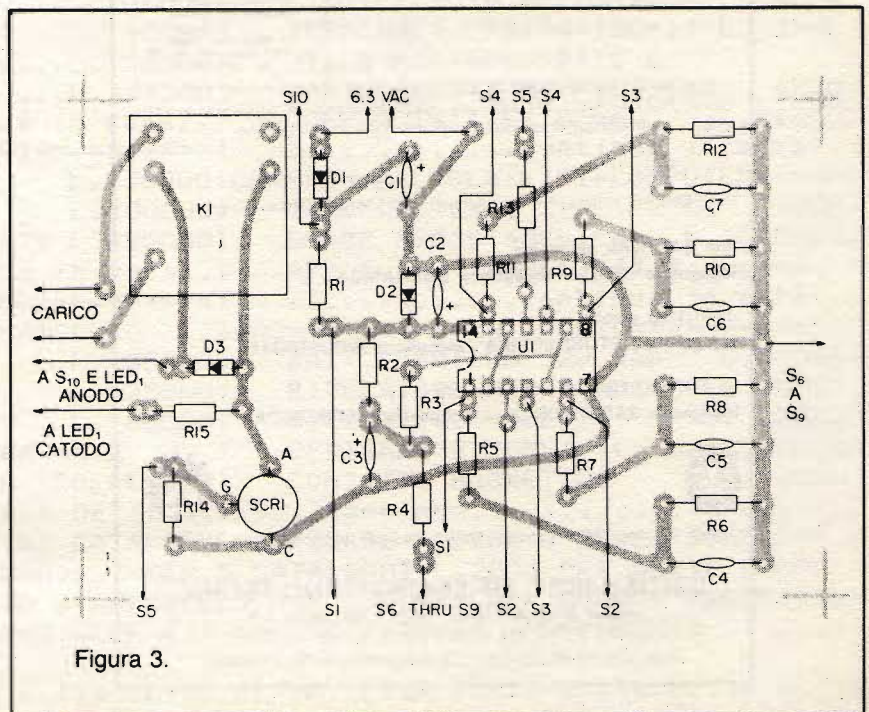 S10 6.3 VAC S4 S5 S4 S3
R12
D1 C1 +
C7
K1 R13
R11 R9 R10
C2
R1 D2 + C6
CARICO
14 8
U1
D3 7
R2
A S10 E LED1
ANODO
R3 R8
S6
A
S9
R15
A LED1
CATODO
+
C3 R5 R7 C5
A
G SCR1
R14 R4 R6
C S1
C4
S5 S1 S6 THRU S9 S2 S3 S2
Figura 3.